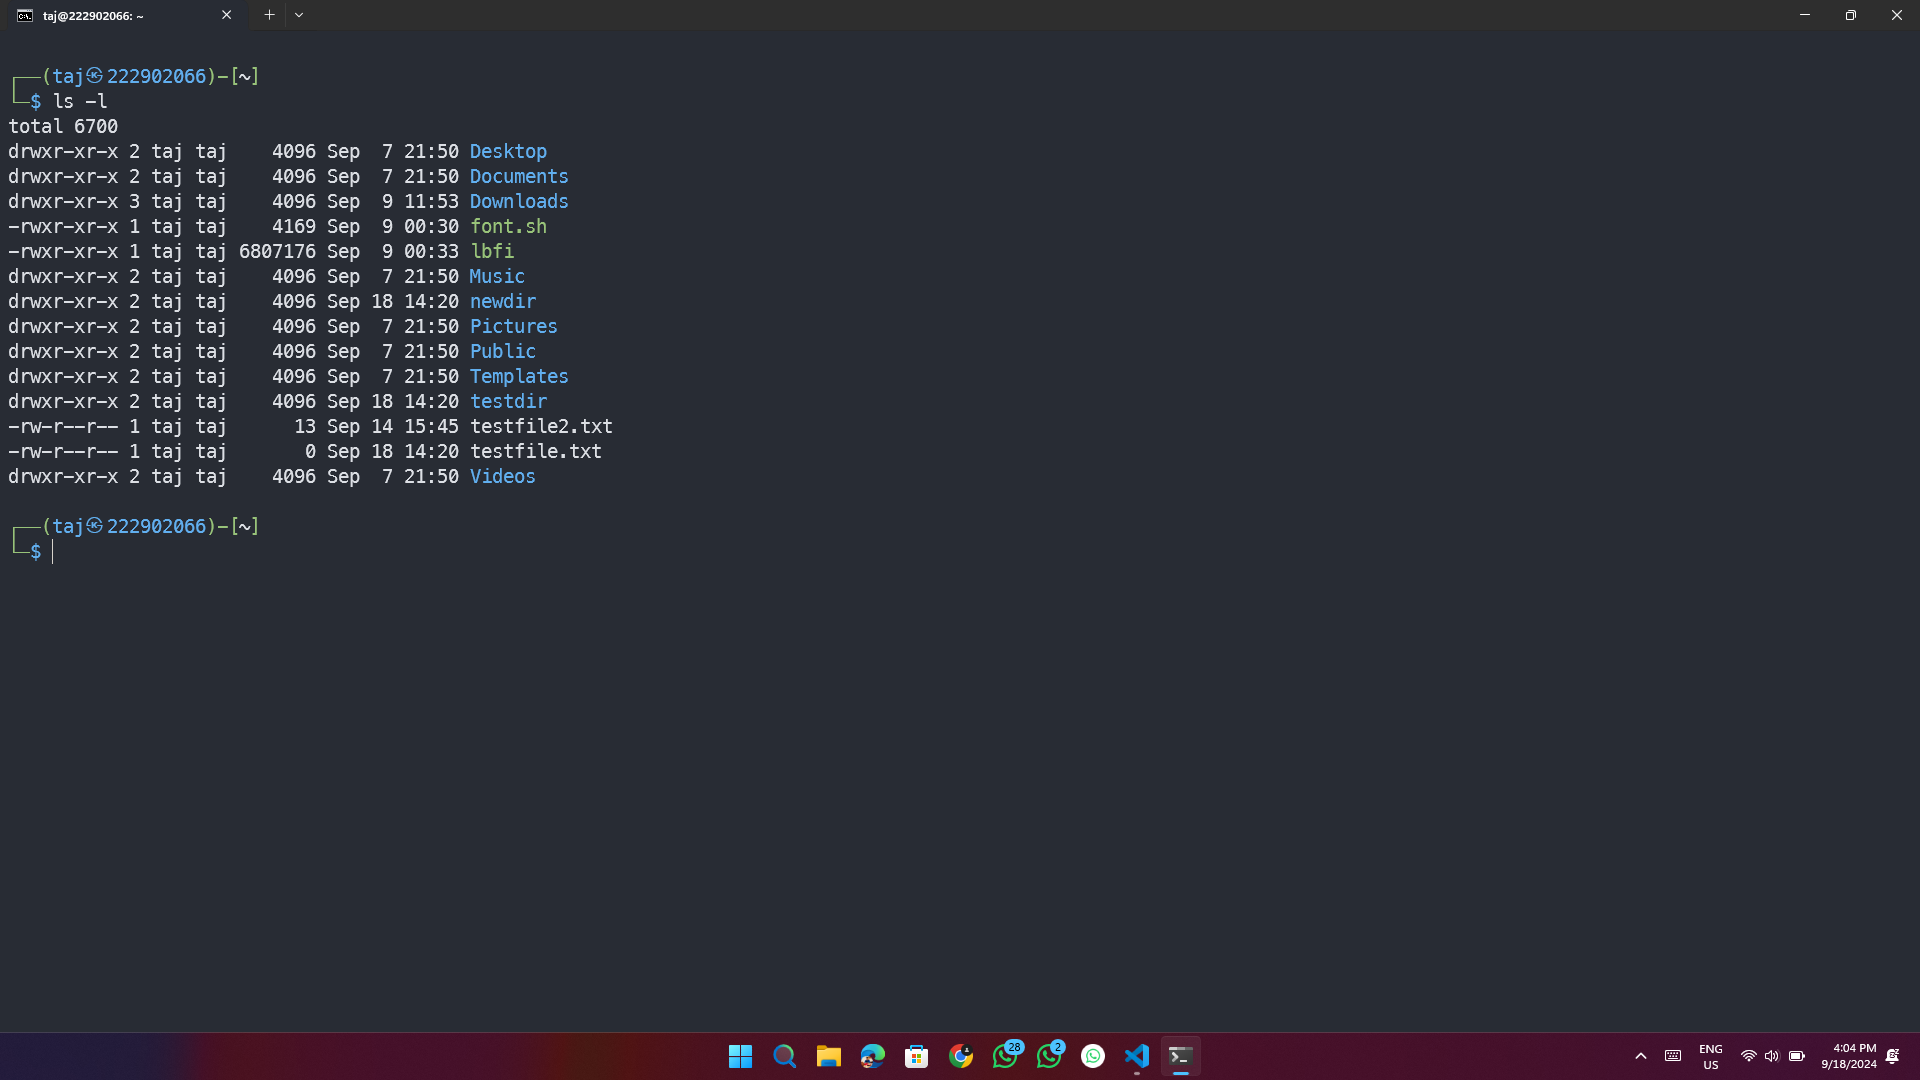 taj@222902066: ~
┌──(taj㉿222902066)-[~]
└─$ ls -l
total 6700
drwxr-xr-x 2 taj taj    4096 Sep  7 21:50 Desktop
drwxr-xr-x 2 taj taj    4096 Sep  7 21:50 Documents
drwxr-xr-x 3 taj taj    4096 Sep  9 11:53 Downloads
-rwxr-xr-x 1 taj taj    4169 Sep  9 00:30 font.sh
-rwxr-xr-x 1 taj taj 6807176 Sep  9 00:33 lbfi
drwxr-xr-x 2 taj taj    4096 Sep  7 21:50 Music
drwxr-xr-x 2 taj taj    4096 Sep 18 14:20 newdir
drwxr-xr-x 2 taj taj    4096 Sep  7 21:50 Pictures
drwxr-xr-x 2 taj taj    4096 Sep  7 21:50 Public
drwxr-xr-x 2 taj taj    4096 Sep  7 21:50 Templates
drwxr-xr-x 2 taj taj    4096 Sep 18 14:20 testdir
-rw-r--r-- 1 taj taj      13 Sep 14 15:45 testfile2.txt
-rw-r--r-- 1 taj taj       0 Sep 18 14:20 testfile.txt
drwxr-xr-x 2 taj taj    4096 Sep  7 21:50 Videos
┌──(taj㉿222902066)-[~]
└─$
28
2
ENG
US
4:04 PM
9/18/2024